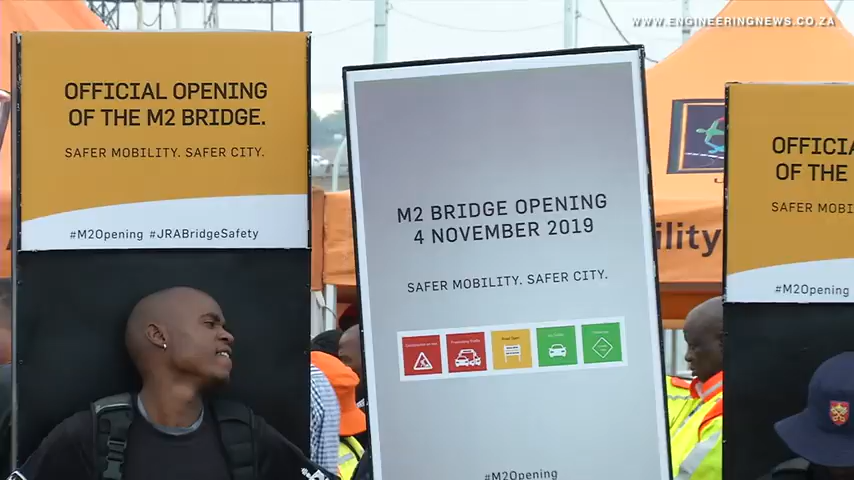 WWW.ENGINEERINGNEWS.CO.ZA
OFFICIAL OPENING
OF THE M2 BRIDGE.
SAFER MOBILITY. SAFER CITY.
#M2Opening #JRABridgeSafety
M2 BRIDGE OPENING
4 NOVEMBER 2019
SAFER MOBILITY. SAFER CITY.
#M2Opening
ility
OFFICIA
OF THE
SAFER MOBI
#M2Opening